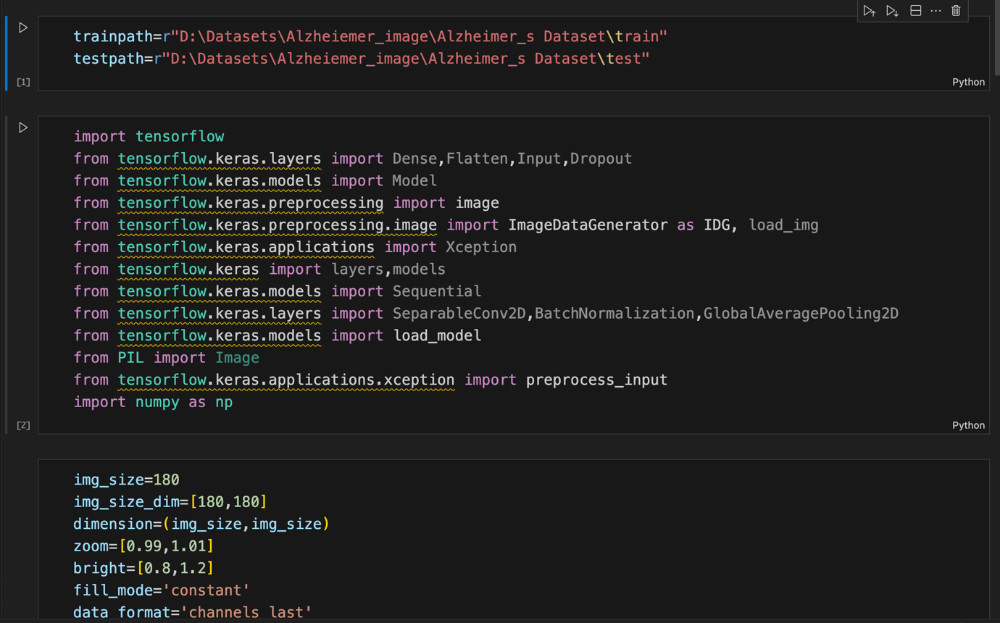 trainpath=r"D:\Datasets\Alzheiemer_image\Alzheimer_s Dataset\train"
testpath=r"D:\Datasets\Alzheiemer_image\Alzheimer_s Dataset\test"
[1]
Python
import tensorflow
from tensorflow.keras.layers import Dense,Flatten,Input,Dropout
from tensorflow.keras.models import Model
from tensorflow.keras.preprocessing import image
from tensorflow.keras.preprocessing.image import ImageDataGenerator as IDG, load_img
from tensorflow.keras.applications import Xception
from tensorflow.keras import layers,models
from tensorflow.keras.models import Sequential
from tensorflow.keras.layers import SeparableConv2D,BatchNormalization,GlobalAveragePooling2D
from tensorflow.keras.models import load_model
from PIL import Image
from tensorflow.keras.applications.xception import preprocess_input
import numpy as np
[2]
Python
img_size=180
img_size_dim=[180,180]
dimension=(img_size,img_size)
zoom=[0.99,1.01]
bright=[0.8,1.2]
fill_mode='constant'
data_format='channels_last'